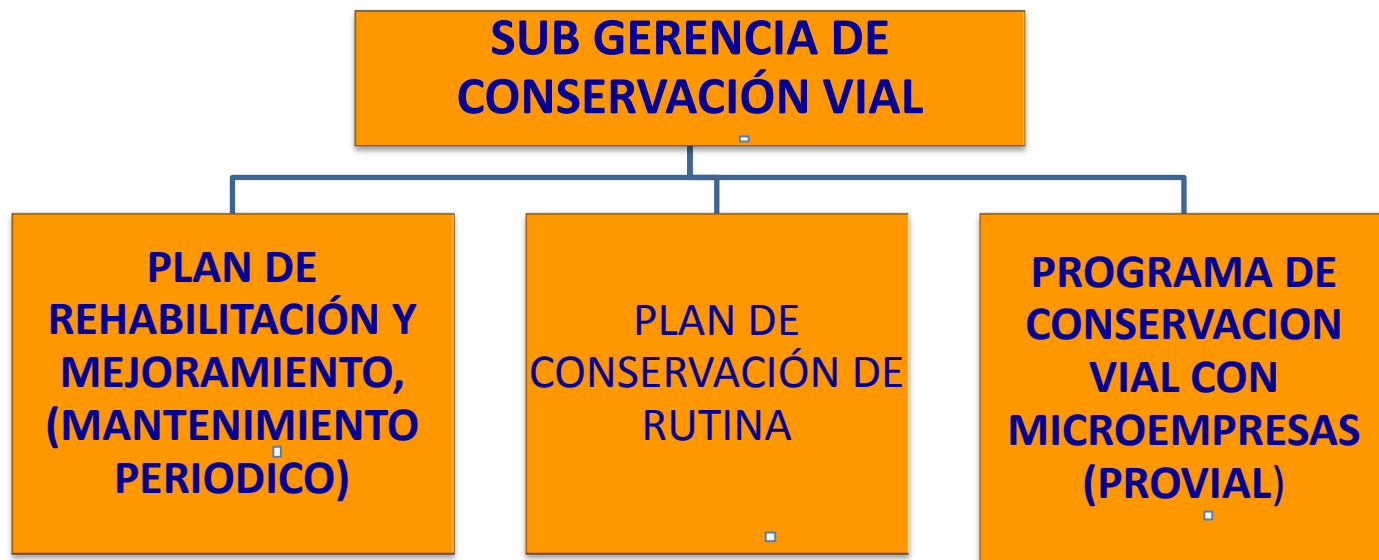 SUB GERENCIA DE
CONSERVACIÓN VIAL
PLAN DE
REHABILITACIÓN Y
MEJORAMIENTO,
(MANTENIMIENTO
PERIODICO)
PLAN DE
CONSERVACIÓN DE
RUTINA
PROGRAMA DE
CONSERVACION
VIAL CON
MICROEMPRESAS
(PROVIAL)